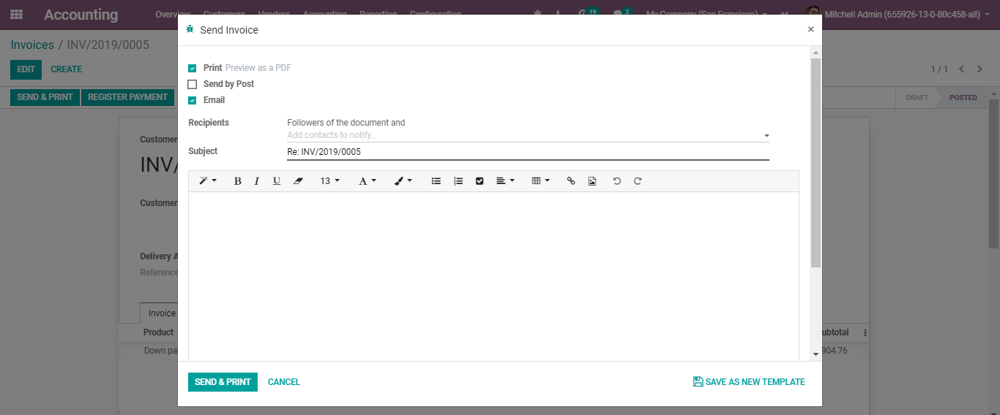 Accounting
Overview Customers Vendors Accounting Reporting Configuration 19 2 My Company (San Francisco) Mitchell Admin (655926-13-0-80c458-all)
Send Invoice ×
Invoices / INV/2019/0005
EDIT CREATE 1 / 1
SEND & PRINT REGISTER PAYMENT DRAFT POSTED
Print Preview as a PDF
Send by Post
Email
Recipients Followers of the document and
Add contacts to notify...
Subject Re: INV/2019/0005
B I U 13 A
Customer
INV/
Customer
Delivery A
Reference
Invoice
Product ubtotal
Down pa 904.76
SEND & PRINT CANCEL SAVE AS NEW TEMPLATE